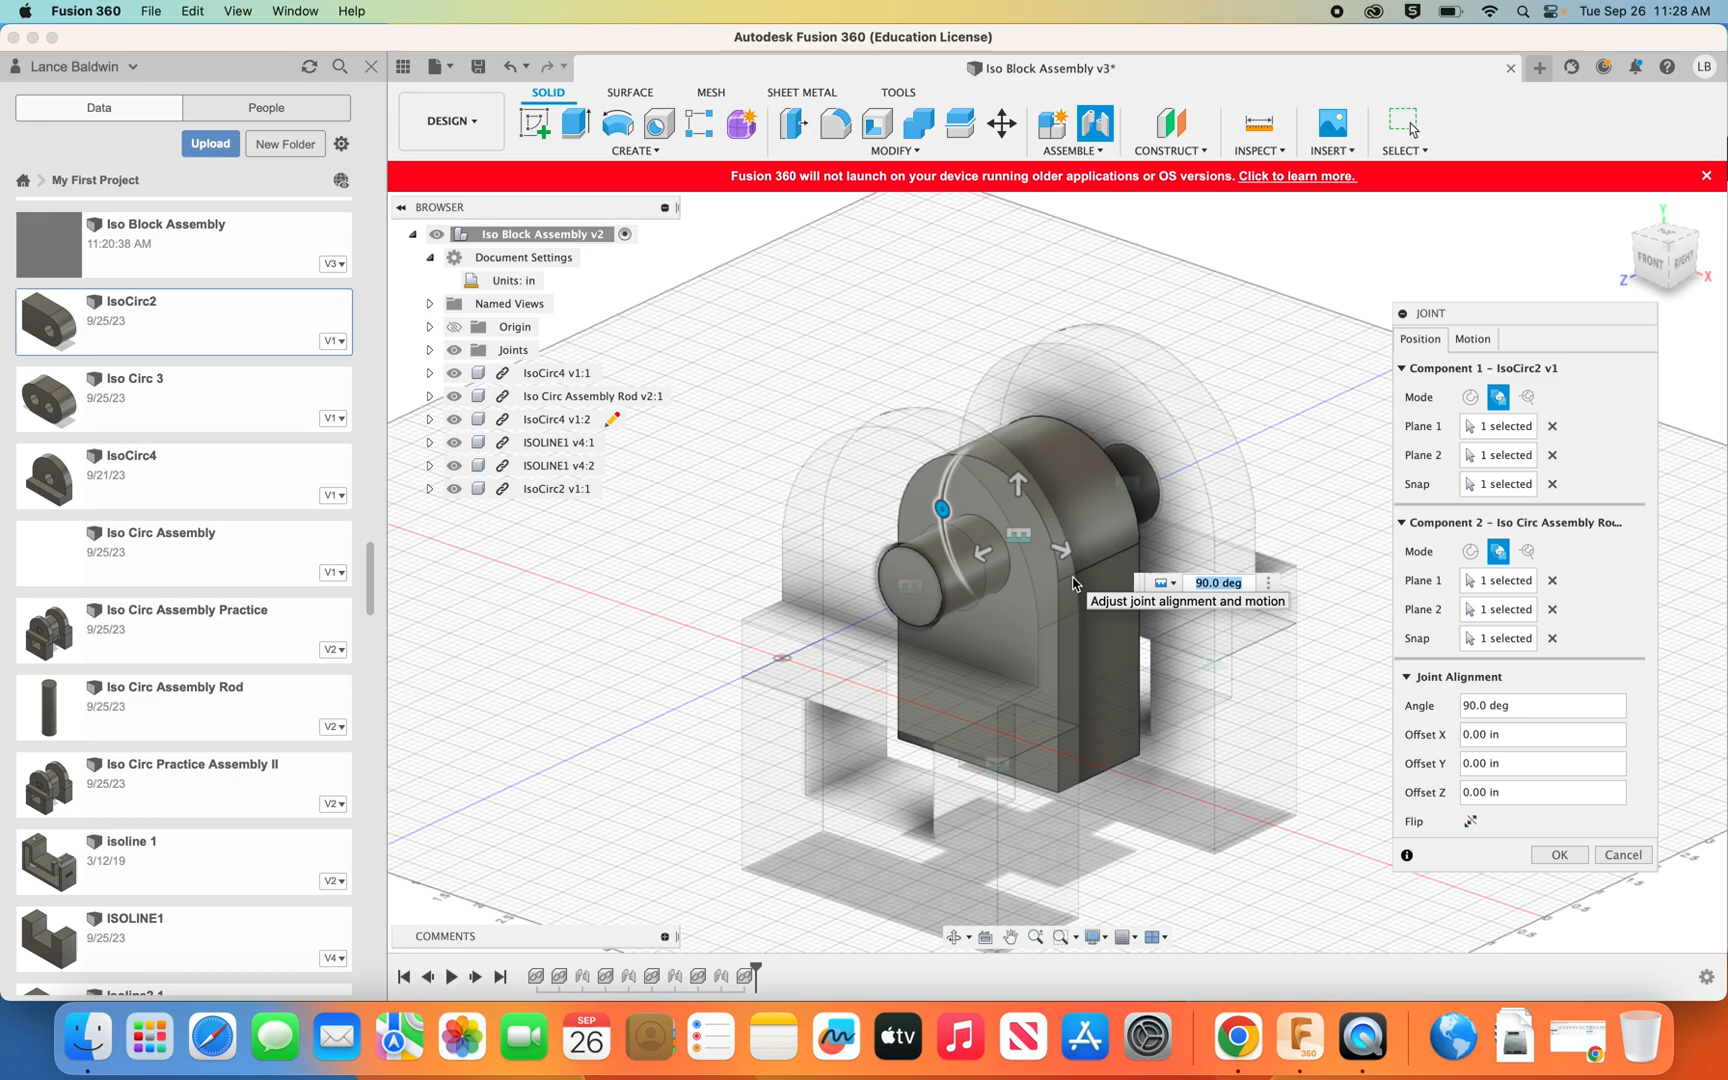 Fusion 360 File Edit View Window Help
Tue Sep 26 11:28 AM
Autodesk Fusion 360 (Education License)
Lance Baldwin
Iso Block Assembly v3*
LB
Data People
Upload New Folder
My First Project
Iso Block Assembly
11:20:38 AM
V3
IsoCirc2
9/25/23
V1
Iso Circ 3
9/25/23
V1
IsoCirc4
9/21/23
V1
Iso Circ Assembly
9/25/23
V1
Iso Circ Assembly Practice
9/25/23
V2
Iso Circ Assembly Rod
9/25/23
V2
Iso Circ Practice Assembly II
9/25/23
V2
isoline 1
3/12/19
V2
ISOLINE1
9/25/23
V4
DESIGN
SOLID SURFACE MESH SHEET METAL TOOLS
CREATE MODIFY ASSEMBLE CONSTRUCT INSPECT INSERT SELECT
Fusion 360 will not launch on your device running older applications or OS versions. Click to learn more.
BROWSER
Iso Block Assembly v2
Document Settings
Units: in
Named Views
Origin
Joints
IsoCirc4 v1:1
Iso Circ Assembly Rod v2:1
IsoCirc4 v1:2
ISOLINE1 v4:1
ISOLINE1 v4:2
IsoCirc2 v1:1
Y
FRONT RIGHT
Z X
90.0 deg
Adjust joint alignment and motion
JOINT
Position Motion
Component 1 - IsoCirc2 v1
Mode
Plane 1 1 selected
Plane 2 1 selected
Snap 1 selected
Component 2 - Iso Circ Assembly Ro...
Mode
Plane 1 1 selected
Plane 2 1 selected
Snap 1 selected
Joint Alignment
Angle 90.0 deg
Offset X 0.00 in
Offset Y 0.00 in
Offset Z 0.00 in
Flip
OK Cancel
COMMENTS
SEP
26
tv
360